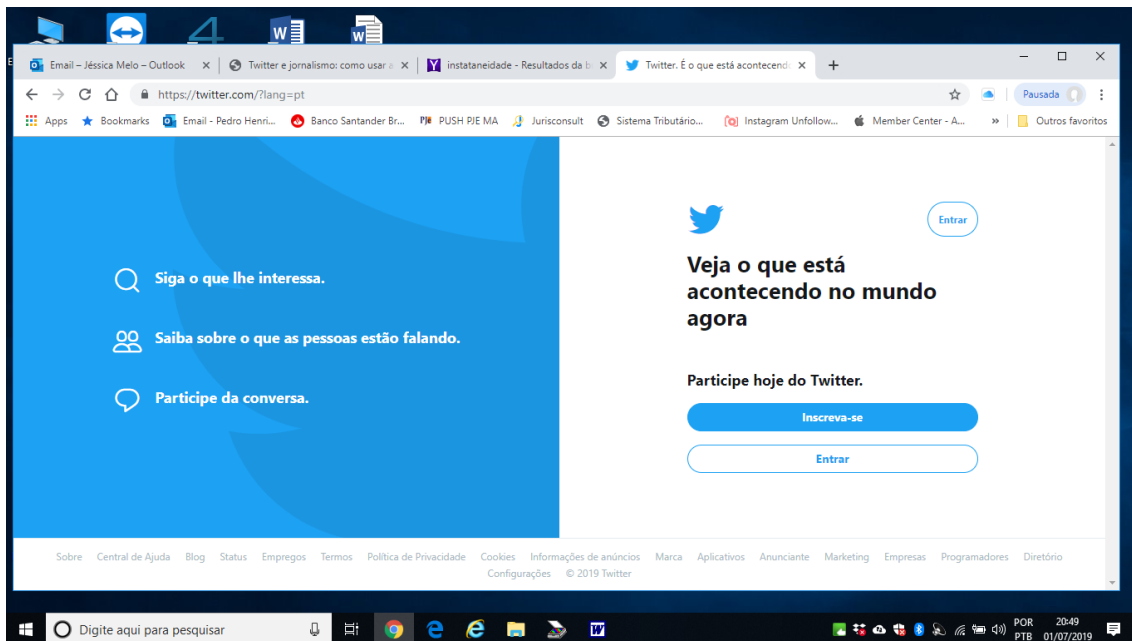 Email – Jéssica Melo – Outlook
Twitter e jornalismo: como usar a
instataneidade - Resultados da b
Twitter. É o que está acontecend
https://twitter.com/?lang=pt
Pausada
Apps
Bookmarks
Email - Pedro Henri...
Banco Santander Br...
PJe PUSH PJE MA
Jurisconsult
Sistema Tributário...
Instagram Unfollow...
Member Center - A...
»
Outros favoritos
Entrar
Siga o que lhe interessa.
Saiba sobre o que as pessoas estão falando.
Participe da conversa.
Veja o que está
acontecendo no mundo
agora
Participe hoje do Twitter.
Inscreva-se
Entrar
Sobre Central de Ajuda Blog Status Empregos Termos Política de Privacidade Cookies Informações de anúncios Marca Aplicativos Anunciante Marketing Empresas Programadores Diretório
Configurações © 2019 Twitter
Digite aqui para pesquisar
POR 20:49
PTB 01/07/2019